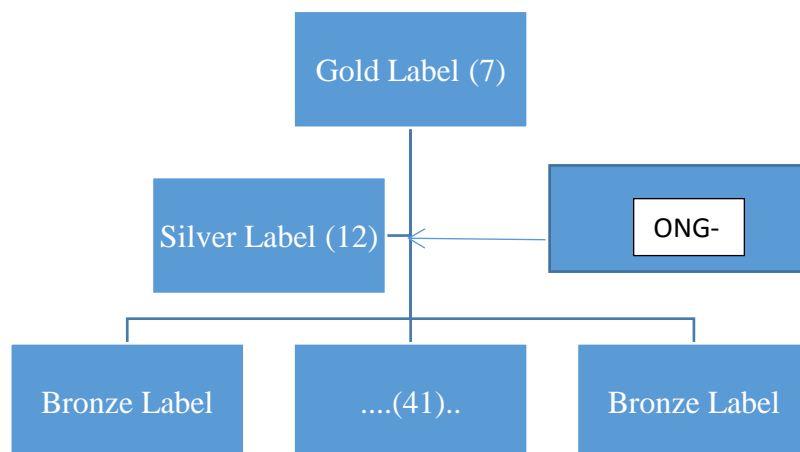 Gold Label (7)
Silver Label (12)
ONG-
Bronze Label
....(41)..
Bronze Label